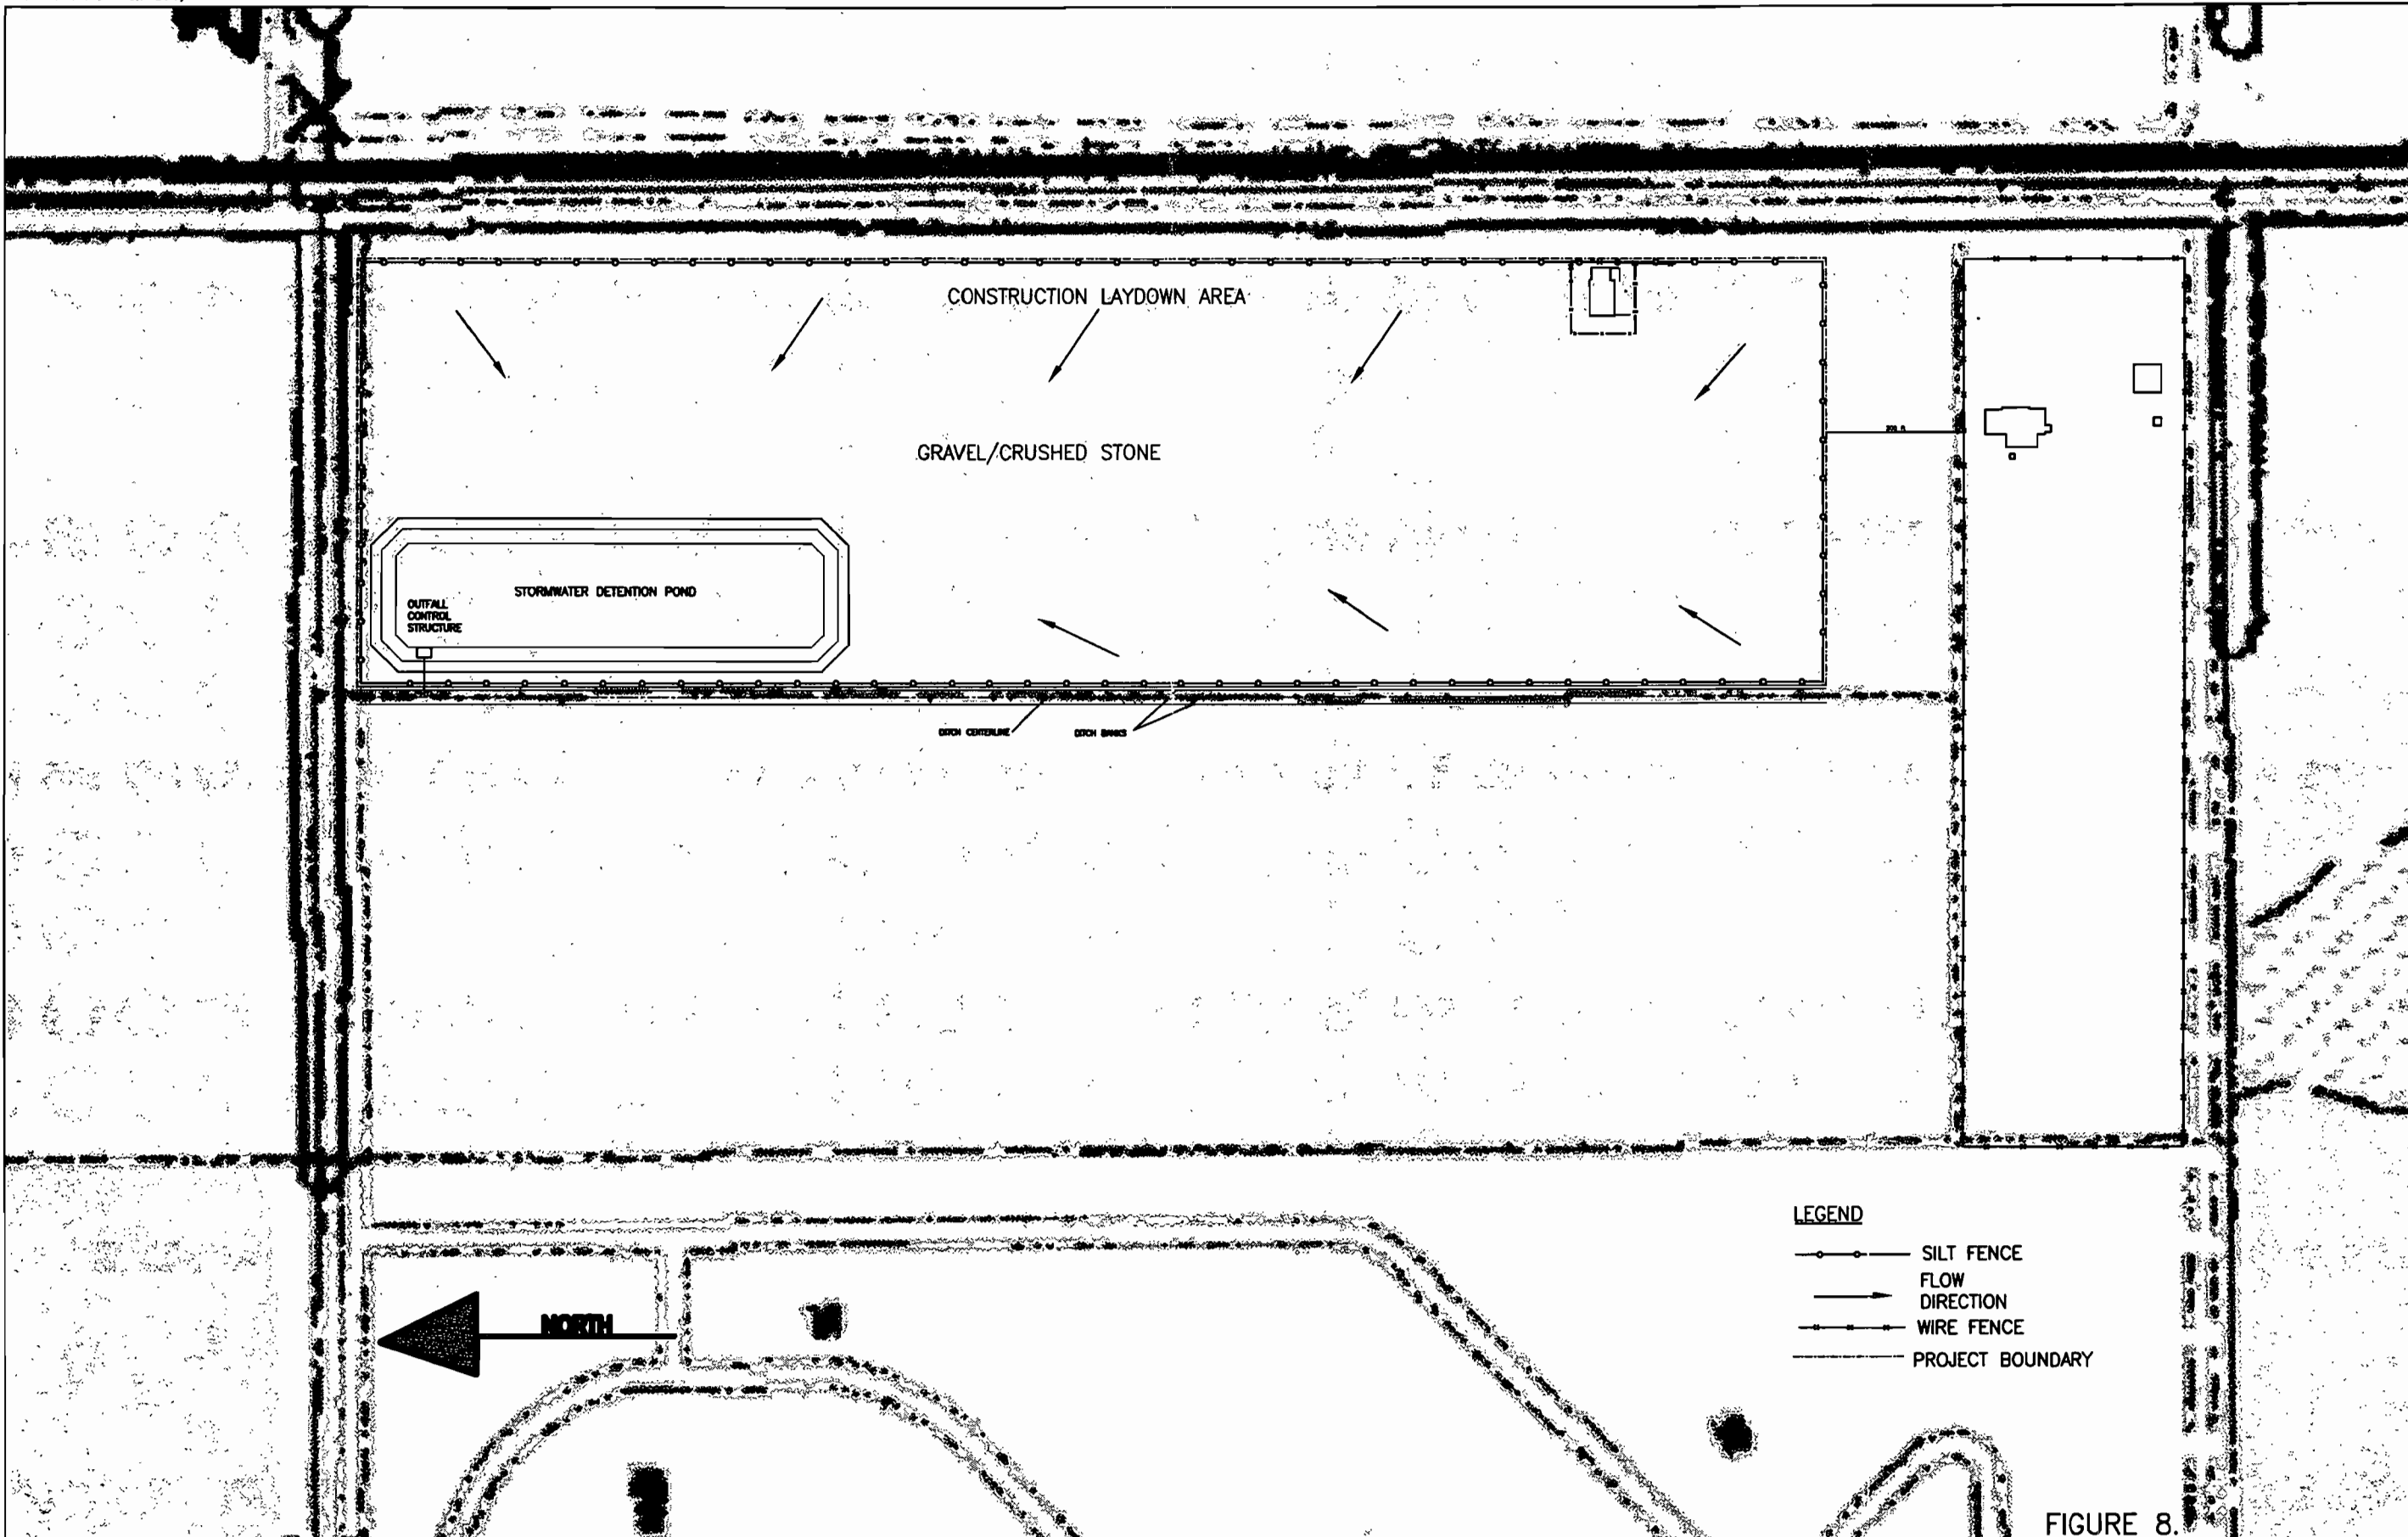 CONSTRUCTION LAYDOWN AREA
GRAVEL/CRUSHED STONE
STORMWATER DETENTION POND
OUTFALL
CONTROL
STRUCTURE
DITCH CENTERLINE
DITCH BANKS
LEGEND
SILT FENCE
FLOW
DIRECTION
WIRE FENCE
PROJECT BOUNDARY
NORTH
FIGURE 8.